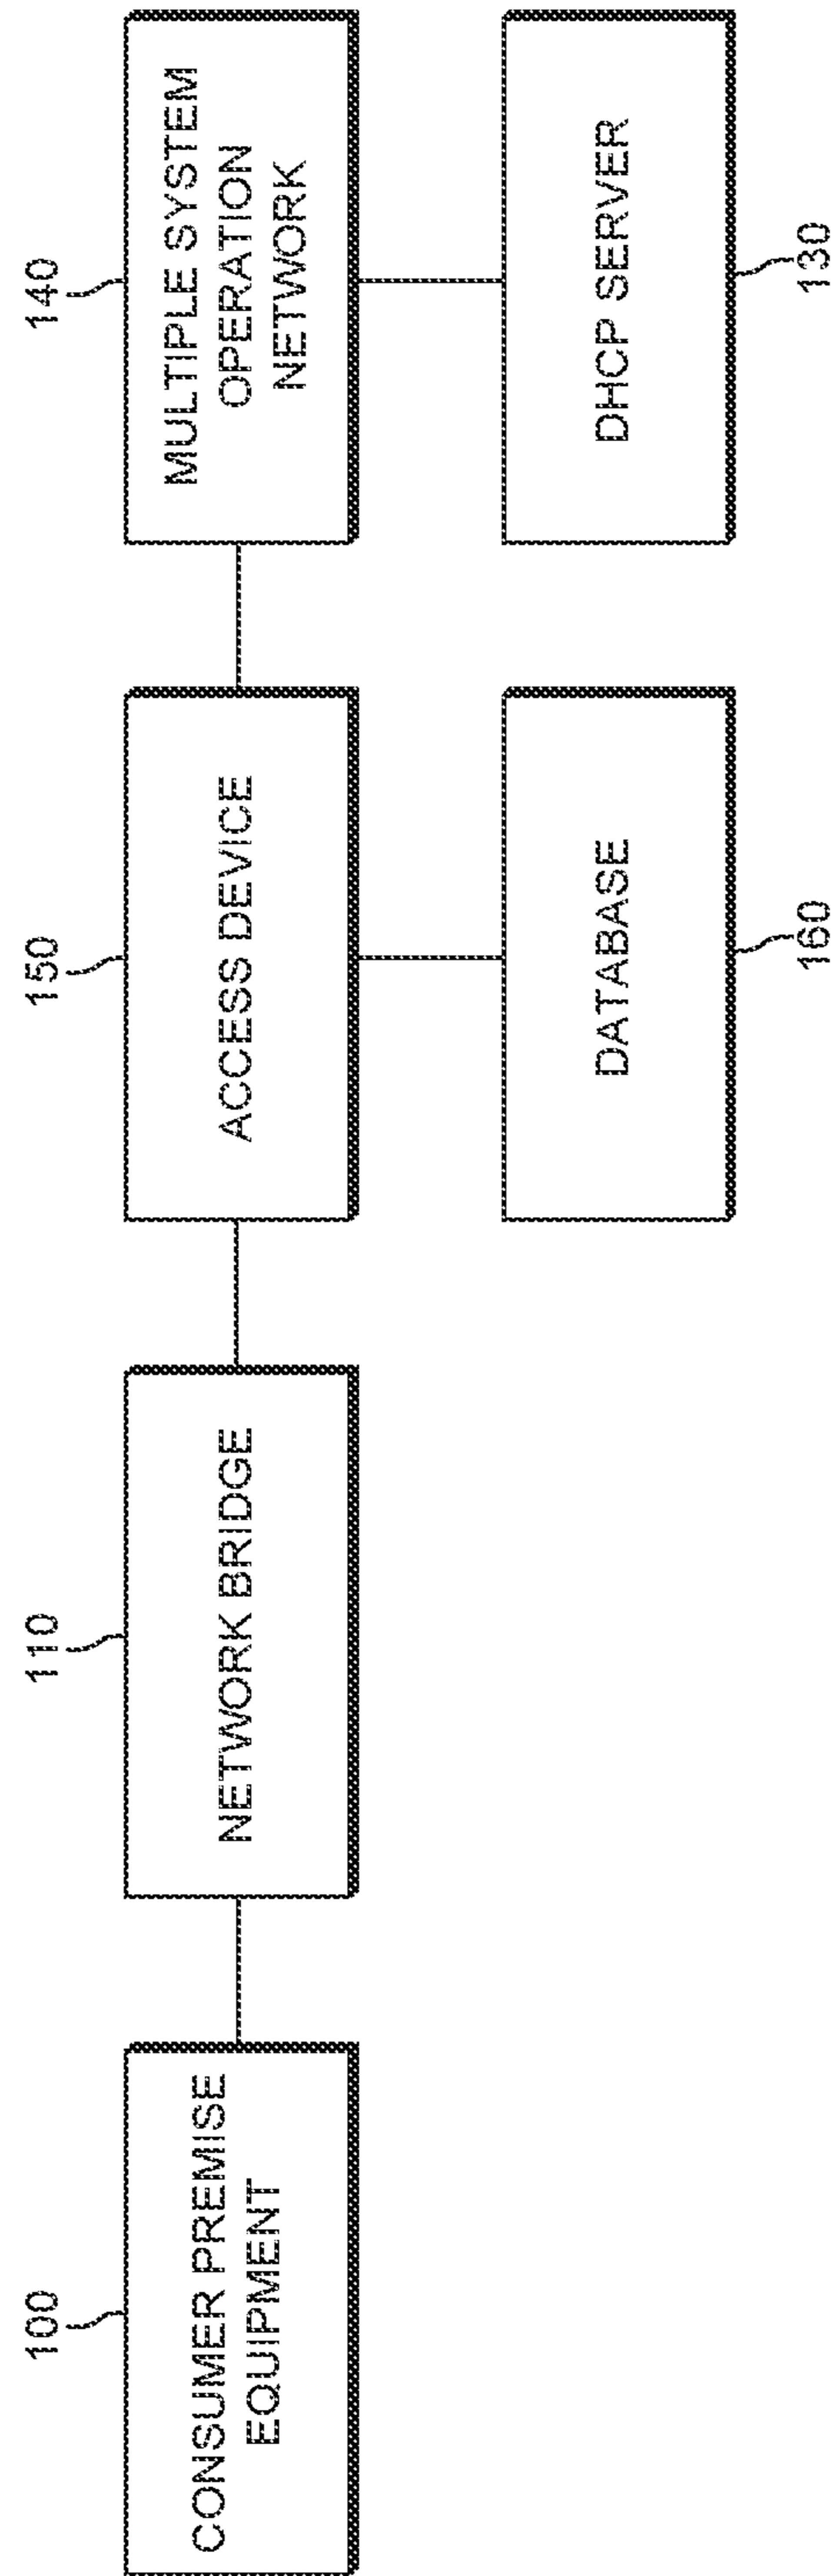 100
CONSUMER PREMISE
EQUIPMENT
110
NETWORK BRIDGE
150
ACCESS DEVICE
140
MULTIPLE SYSTEM
OPERATION
NETWORK
DATABASE
160
DHCP SERVER
130